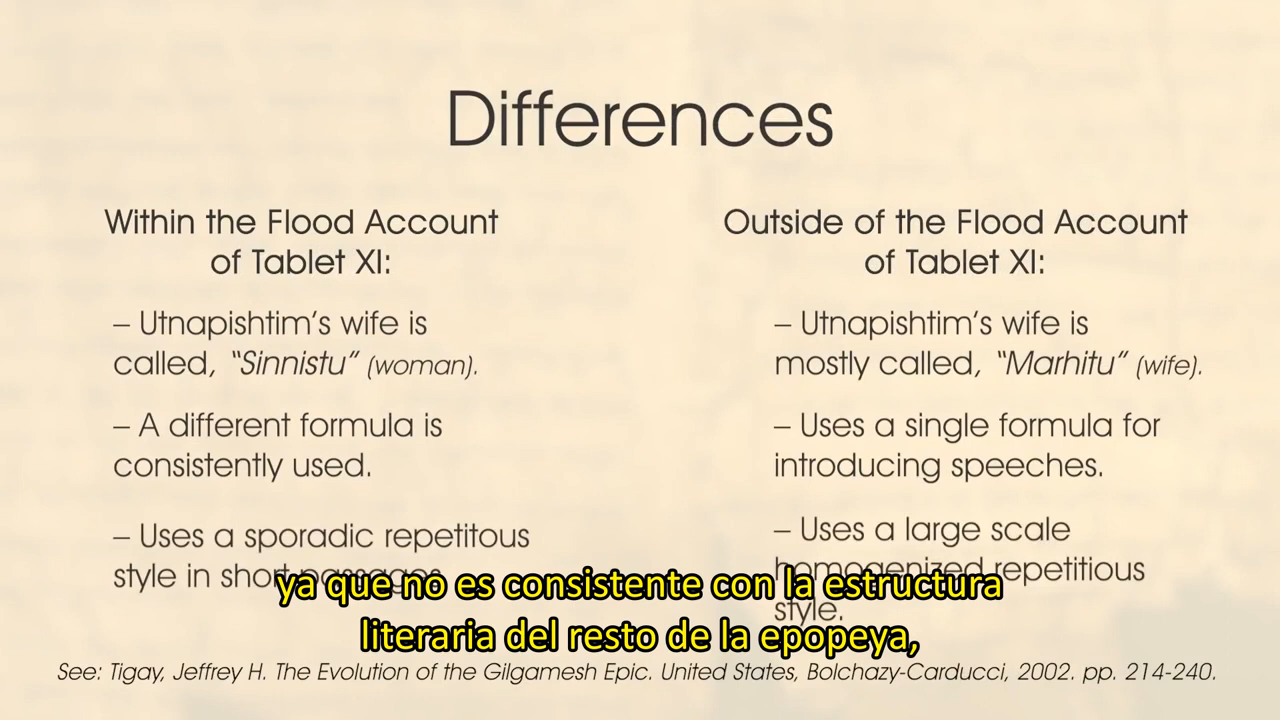 Differences
Within the Flood Account
of Tablet XI:
– Utnapishtim’s wife is
called, “Sinnistu” (woman).
– A different formula is
consistently used.
– Uses a sporadic repetitous
style in short passages.
Outside of the Flood Account
of Tablet XI:
– Utnapishtim’s wife is
mostly called, “Marhitu” (wife).
– Uses a single formula for
introducing speeches.
– Uses a large scale
homogenized repetitious
style.
ya que no es consistente con la estructura
literaria del resto de la epopeya,
See: Tigay, Jeffrey H. The Evolution of the Gilgamesh Epic. United States, Bolchazy-Carducci, 2002. pp. 214-240.